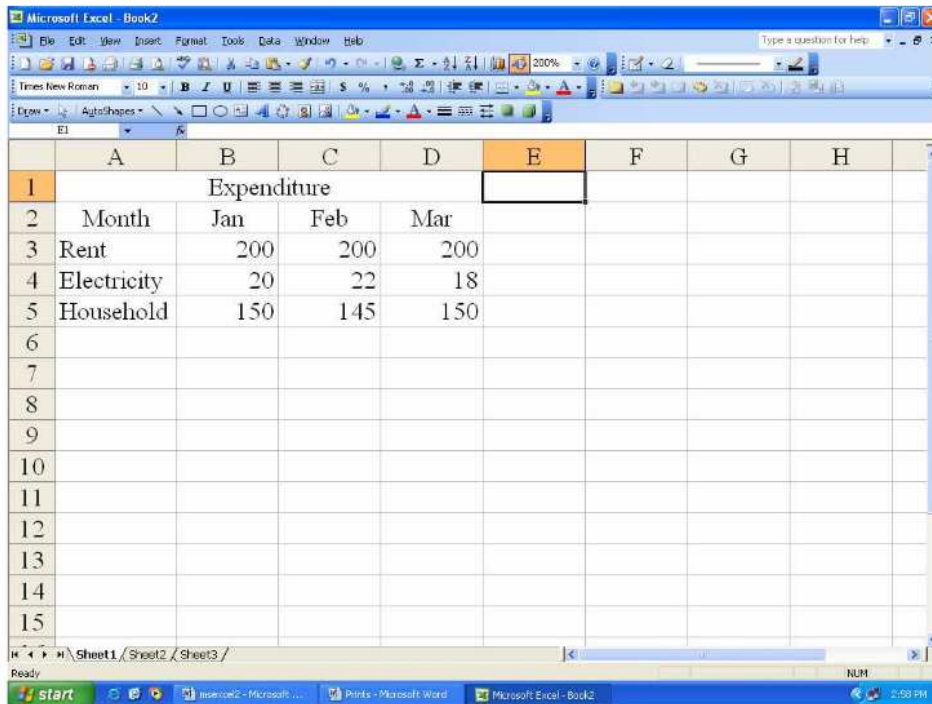 Microsoft Excel - Book2
File Edit View Insert Format Tools Data Window Help Type a question for help
200%
Times New Roman 10 B I U $ % ,
Draw AutoShapes
E1 fx
A B C D E F G H
1 Expenditure
2 Month Jan Feb Mar
3 Rent 200 200 200
4 Electricity 20 22 18
5 Household 150 145 150
6
7
8
9
10
11
12
13
14
15
Sheet1 / Sheet2 / Sheet3 /
Ready NUM
start msexcel2 - Microsoft ... Prints - Microsoft Word Microsoft Excel - Book2 2:58 PM